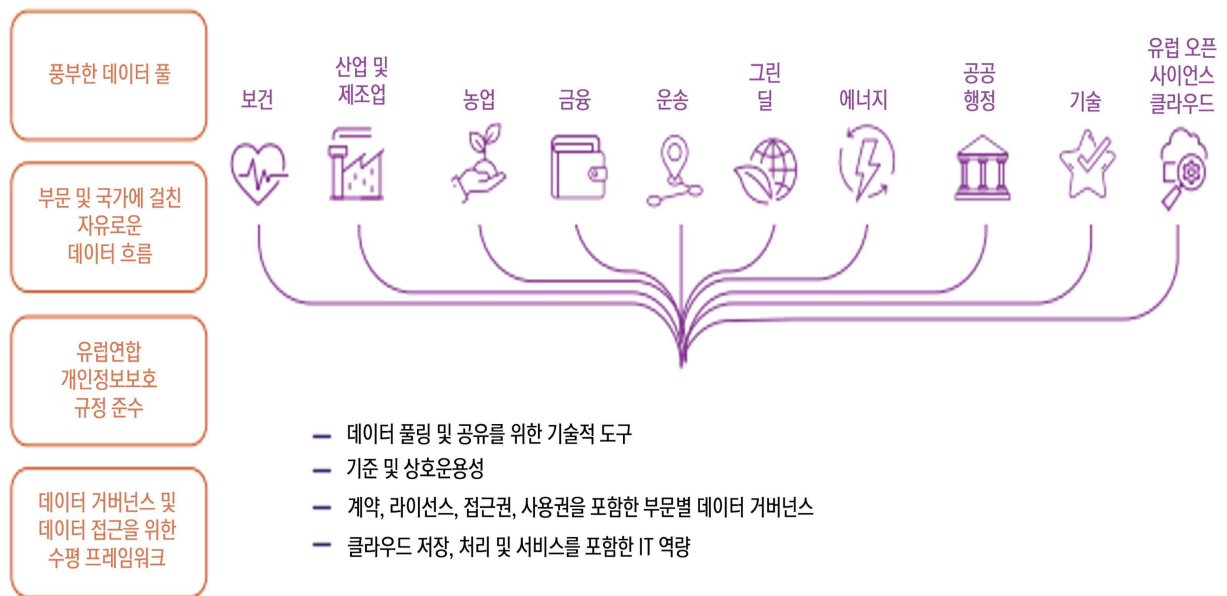 풍부한 데이터 풀
부문 및 국가에 걸친
자유로운
데이터 흐름
유럽연합
개인정보보호
규정 준수
데이터 거버넌스 및
데이터 접근을 위한
수평 프레임워크
보건
산업 및
제조업
농업
금융
운송
그린
딜
에너지
공공
행정
기술
유럽 오픈
사이언스
클라우드
데이터 풀링 및 공유를 위한 기술적 도구
기준 및 상호운용성
계약, 라이선스, 접근권, 사용권을 포함한 부문별 데이터 거버넌스
클라우드 저장, 처리 및 서비스를 포함한 IT 역량